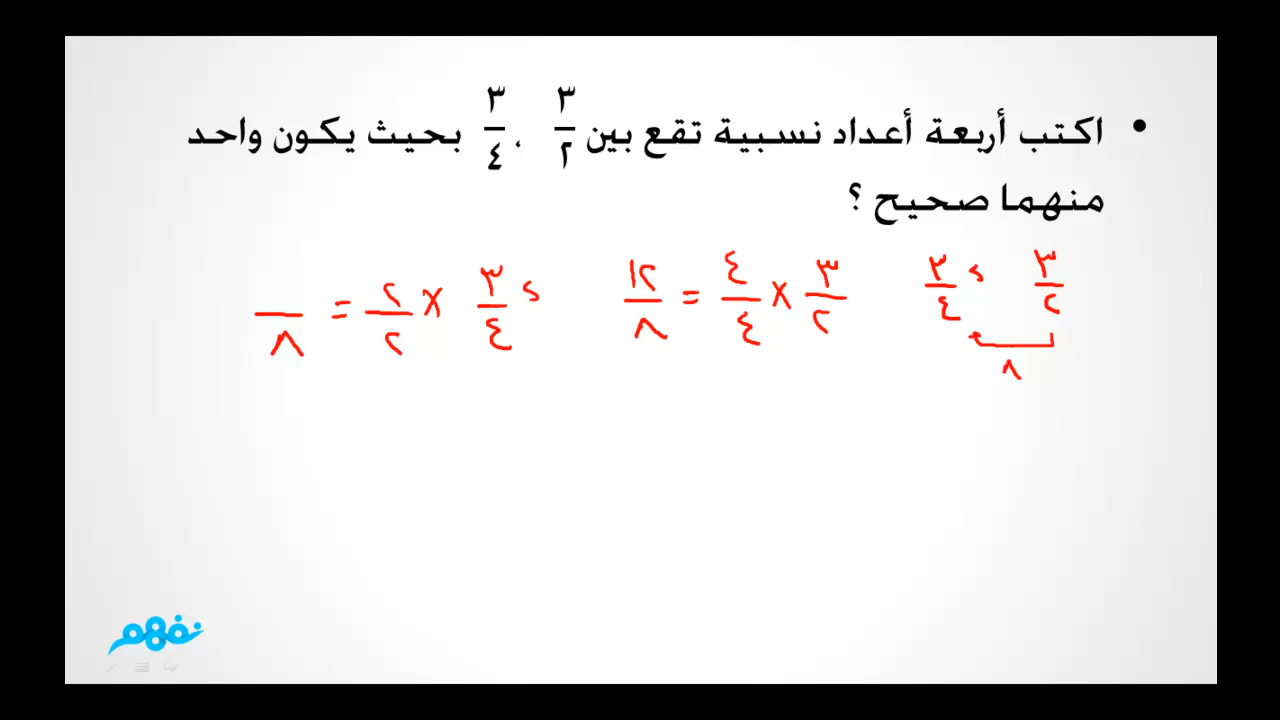 • اكتب أربعة أعداد نسبية تقع بين ٣/٢ ، ٣/٤ بحيث يكون واحد
منهما صحيح ؟
٣/٢ ، ٣/٤
٨
٣/٢ × ٤/٤ = ١٢/٨
، ٣/٤ × ٢/٢ = /٨
نفهم